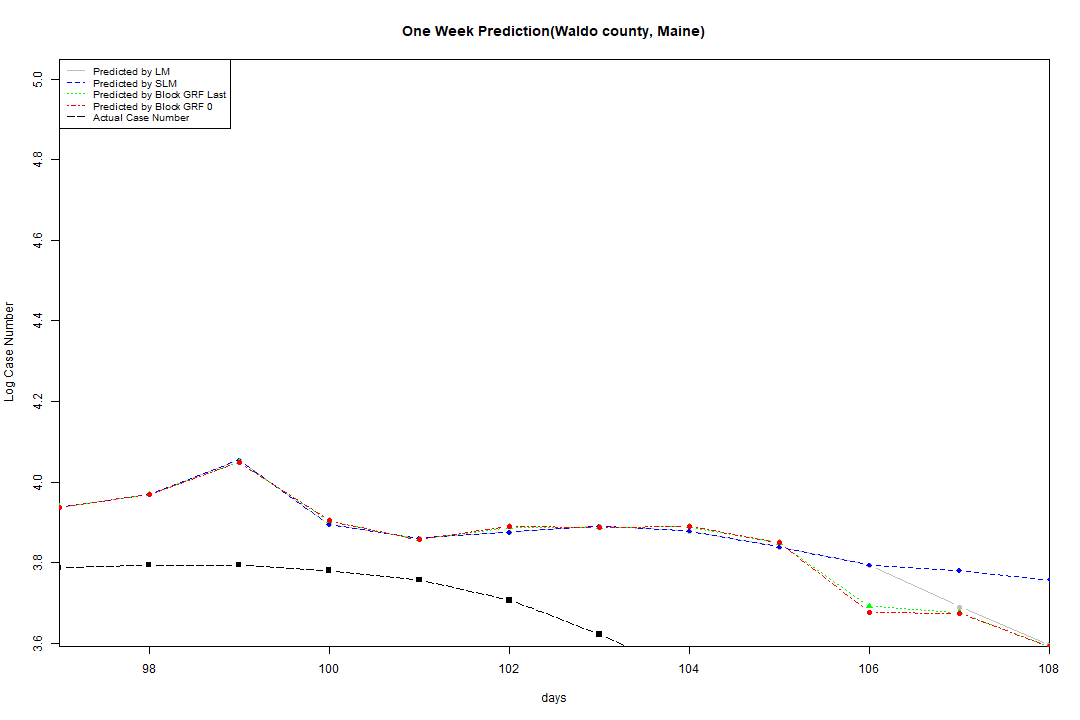 One Week Prediction(Waldo county, Maine)
Predicted by LM
Predicted by SLM
Predicted by Block GRF Last
Predicted by Block GRF 0
Actual Case Number
5.0
4.8
4.6
4.4
4.2
4.0
3.8
3.6
Log Case Number
98
100
102
104
106
108
days